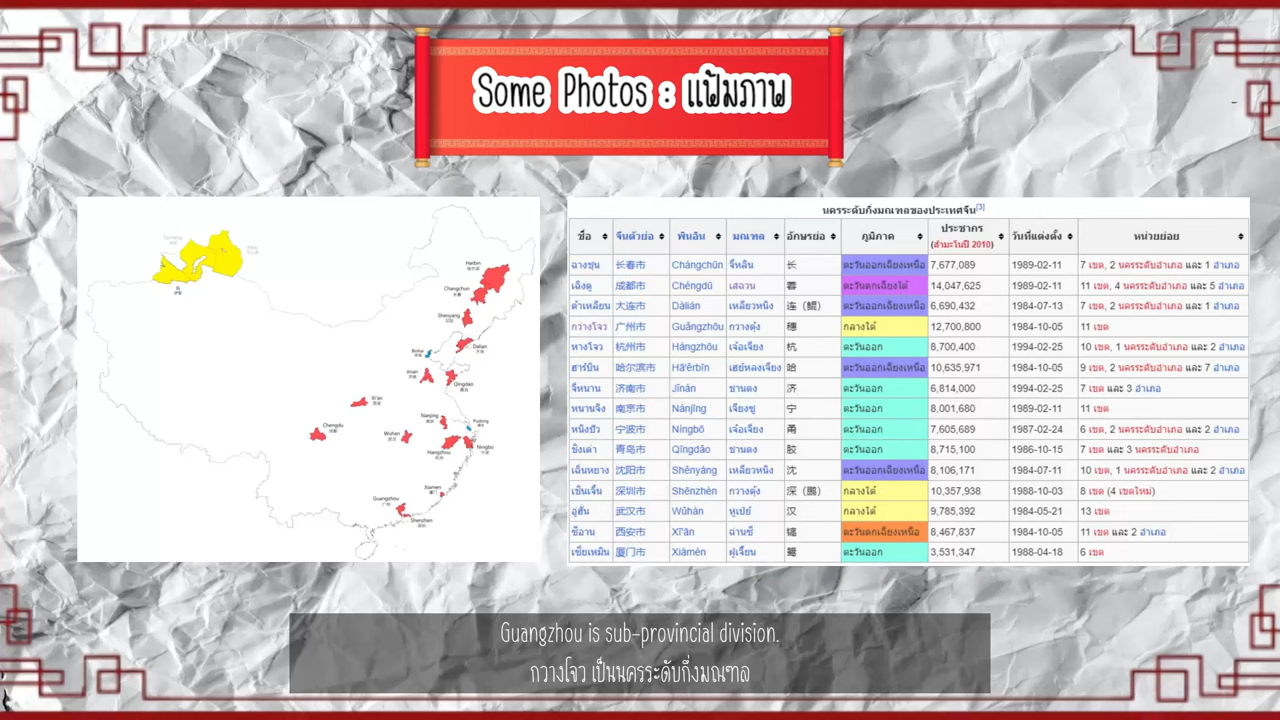 Some Photos : แฟ้มภาพ
Harbin
哈尔滨
Changchun
长春
Shenyang
沈阳
Dalian
大连
Binhai
Jinan
济南
Qingdao
青岛
Xi'an
西安
Chengdu
成都
Nanjing
南京
Pudong
Wuhan
武汉
Hangzhou
杭州
Ningbo
宁波
Xiamen
厦门
Guangzhou
广州
Shenzhen
深圳
นครระดับกึ่งมณฑลของประเทศจีน[3]
ชื่อ จีนตัวย่อ พินอิน มณฑล อักษรย่อ ภูมิภาค ประชากร (สำมะโนปี 2010) วันที่แต่งตั้ง หน่วยย่อย
ฉางชุน 长春市 Chángchūn จี๋หลิน 长 ตะวันออกเฉียงเหนือ 7,677,089 1989-02-11 7 เขต, 2 นครระดับอำเภอ และ 1 อำเภอ
เฉิงตู 成都市 Chéngdū เสฉวน 蓉 ตะวันตกเฉียงใต้ 14,047,625 1989-02-11 11 เขต, 4 นครระดับอำเภอ และ 5 อำเภอ
ต้าเหลียน 大连市 Dàlián เหลียวหนิง 连 (鲲) ตะวันออกเฉียงเหนือ 6,690,432 1984-07-13 7 เขต, 2 นครระดับอำเภอ และ 1 อำเภอ
กว่างโจว 广州市 Guǎngzhōu กวางตุ้ง 穗 กลางใต้ 12,700,800 1984-10-05 11 เขต
หางโจว 杭州市 Hángzhōu เจ้อเจียง 杭 ตะวันออก 8,700,400 1994-02-25 10 เขต, 1 นครระดับอำเภอ และ 2 อำเภอ
ฮาร์บิน 哈尔滨市 Hā'ěrbīn เฮย์หลงเจียง 哈 ตะวันออกเฉียงเหนือ 10,635,971 1984-10-05 9 เขต, 2 นครระดับอำเภอ และ 7 อำเภอ
จี่หนาน 济南市 Jǐnán ชานตง 济 ตะวันออก 6,814,000 1994-02-25 7 เขต และ 3 อำเภอ
หนานจิง 南京市 Nánjīng เจียงซู 宁 ตะวันออก 8,001,680 1989-02-11 11 เขต
หนิงปัว 宁波市 Níngbō เจ้อเจียง 甬 ตะวันออก 7,605,689 1987-02-24 6 เขต, 2 นครระดับอำเภอ และ 2 อำเภอ
ชิงเต่า 青岛市 Qīngdǎo ชานตง 胶 ตะวันออก 8,715,100 1986-10-15 7 เขต และ 3 นครระดับอำเภอ
เฉิ่นหยาง 沈阳市 Shěnyáng เหลียวหนิง 沈 ตะวันออกเฉียงเหนือ 8,106,171 1984-07-11 10 เขต, 1 นครระดับอำเภอ และ 2 อำเภอ
เชินเจิ้น 深圳市 Shēnzhèn กวางตุ้ง 深 (鹏) กลางใต้ 10,357,938 1988-10-03 8 เขต (4 เขตใหม่)
อู่ฮั่น 武汉市 Wǔhàn หูเป่ย์ 汉 กลางใต้ 9,785,392 1984-05-21 13 เขต
ซีอาน 西安市 Xī'ān ฉ่านซี 镐 ตะวันตกเฉียงเหนือ 8,467,837 1984-10-05 11 เขต และ 2 อำเภอ
เซี่ยเหมิน 厦门市 Xiàmén ฝูเจี้ยน 鹭 ตะวันออก 3,531,347 1988-04-18 6 เขต
Guangzhou is sub-provincial division.
กวางโจว เป็นนครระดับกึ่งมณฑล